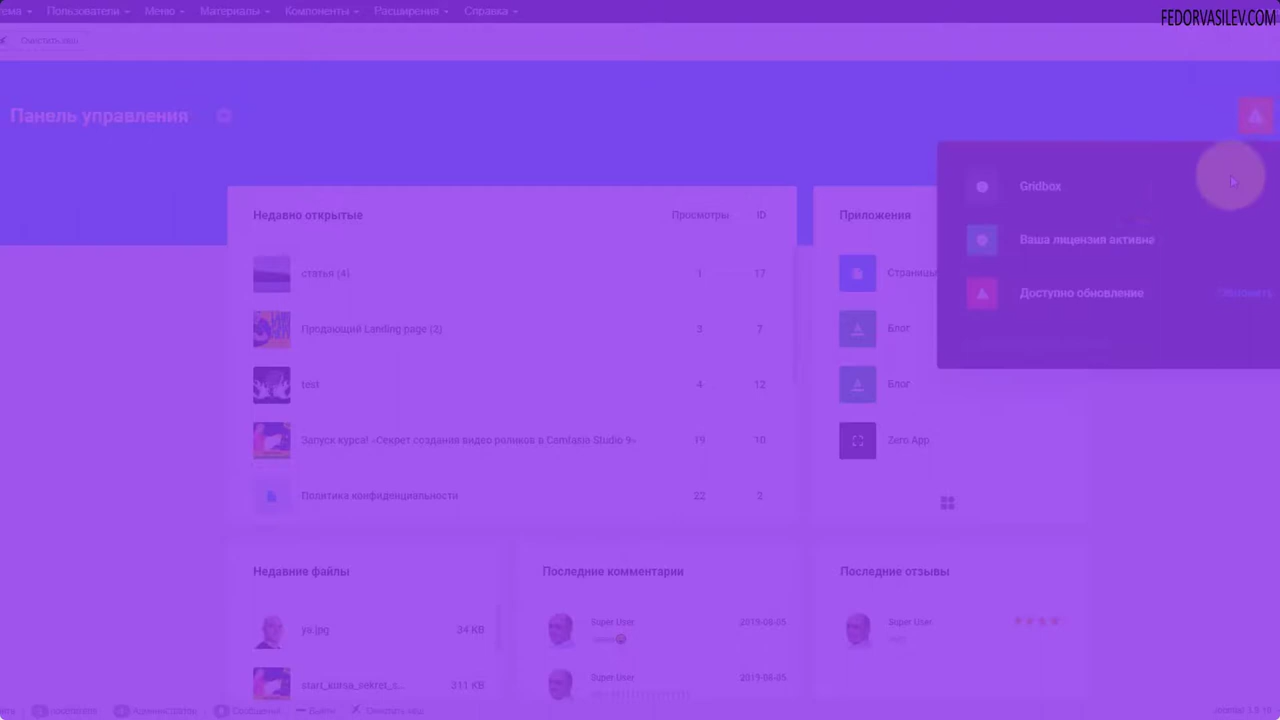 FEDORVASILEV.COM
Пользователи Меню Материалы Компоненты Расширения Справка
Очистить кеш
Панель управления
Gridbox
Ваша лицензия активна
Доступно обновление
Недавно открытые Просмотры ID
статья (4) 1 17
Продающий Landing page (2) 3 7
test 4 12
Запуск курса! «Секрет создания видео роликов в Camtasia Studio 9» 19 10
Политика конфиденциальности 22 2
Приложения
Страницы
Блог
Блог
Zero App
Недавние файлы
ya.jpg 34 KB
start_kursa_sekret_s... 311 KB
Последние комментарии
Super User 2019-08-05
Super User 2019-08-05
Последние отзывы
Super User
Очистить кеш